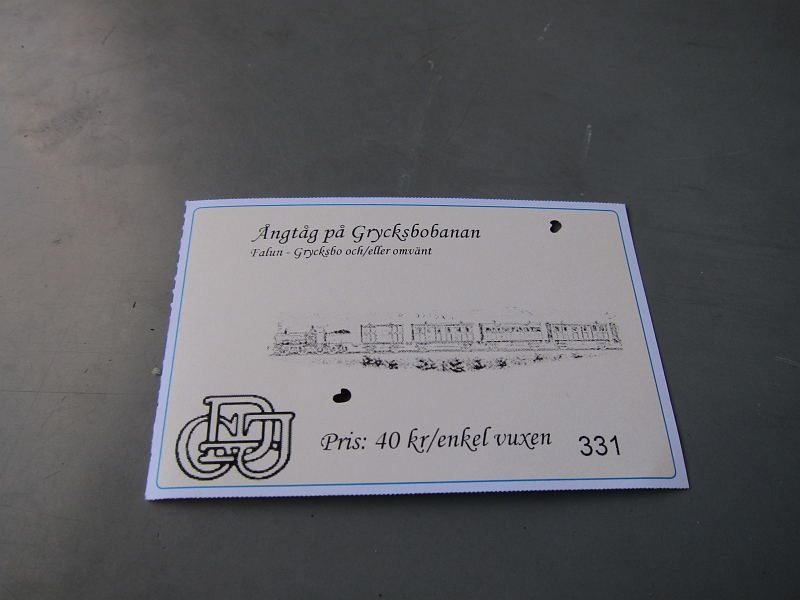 Ångtåg på Grycksbobanan
Falun - Grycksbo och/eller omvänt
Pris: 40 kr/enkel vuxen
331